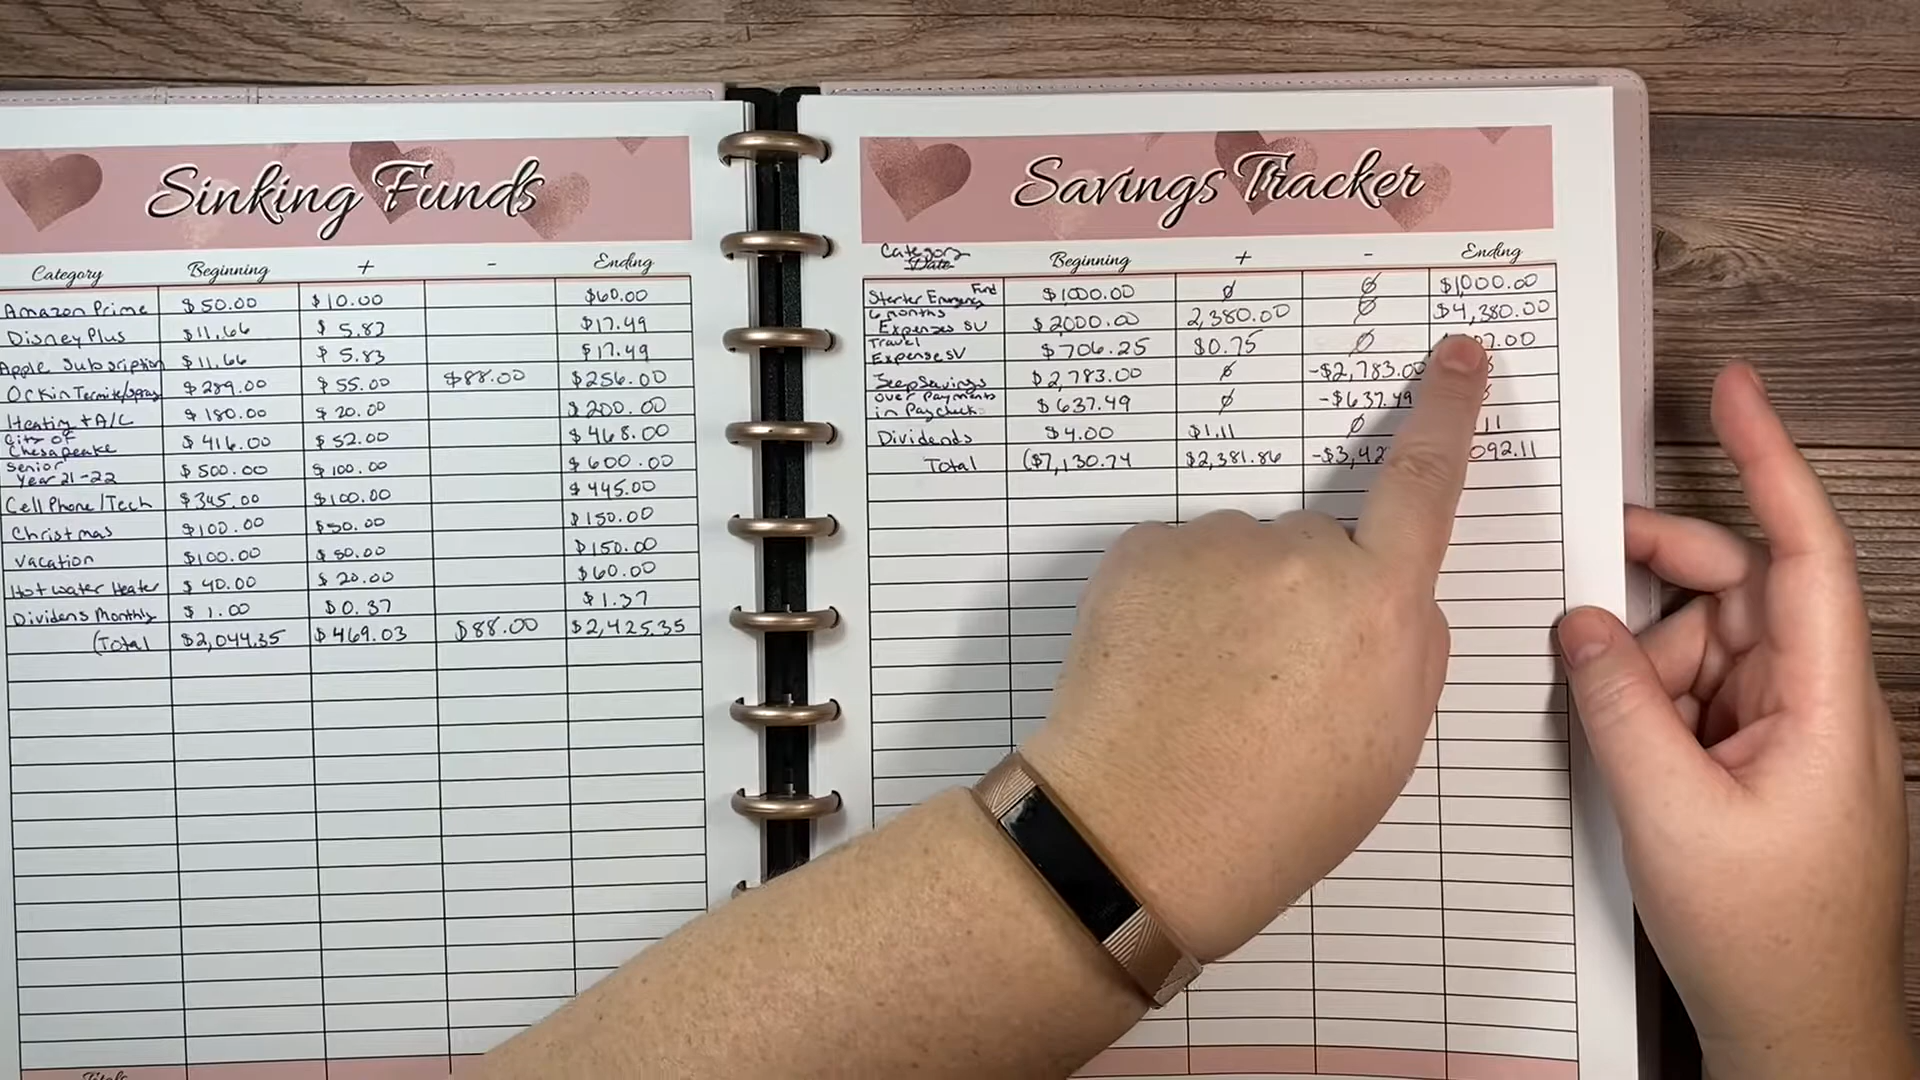 Sinking Funds
Category Beginning + - Ending
Amazon Prime $50.00 $10.00 $60.00
Disney Plus $11.66 $5.83 $17.49
Apple Subscription $11.66 $5.83 $17.49
Orkin Termite/spray $289.00 $55.00 $88.00 $256.00
Heating + A/C $180.00 $20.00 $200.00
City of
Chesapeake $416.00 $52.00 $468.00
Senior
Year 21-22 $500.00 $100.00 $600.00
Cell Phone/Tech $345.00 $100.00 $445.00
Christmas $100.00 $50.00 $150.00
Vacation $100.00 $50.00 $150.00
Hot Water Heater $40.00 $20.00 $60.00
Dividens Monthly $1.00 $0.37 $1.37
(Total $2,044.35 $469.03 $88.00 $2,425.35
Savings Tracker
Category
Date Beginning + - Ending
Starter Emergency Fund $1000.00 ∅ ∅ $1000.00
6 months
Expenses SV $2000.00 2,380.00 ∅ $4,380.00
Travel
Expense SV $706.25 $0.75 ∅ 07.00
Savings $2,783.00 ∅ -$2,783.00
Over Payments
in Paycheck $637.49 ∅ -$637.49
Dividends $4.00 $1.11 ∅ 11
Total ($7,130.74 $2,381.86 -$3,42 092.11